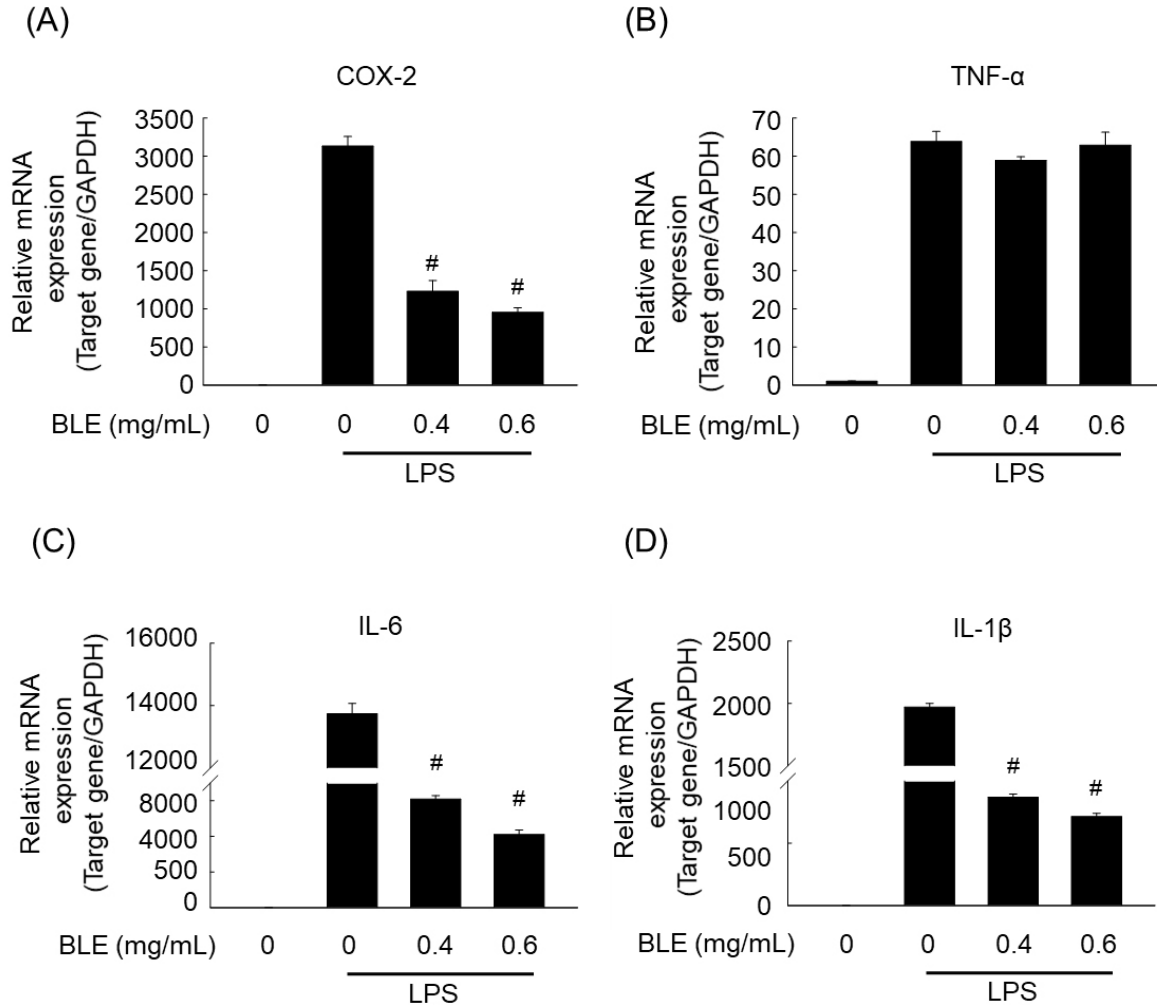 (A)
COX-2
Relative mRNA
expression
(Target gene/GAPDH)
3500
3000
2500
2000
1500
1000
500
0
#
#
BLE (mg/mL) 0 0 0.4 0.6
LPS
(B)
TNF-α
Relative mRNA
expression
(Target gene/GAPDH)
70
60
50
40
30
20
10
0
0 0 0.4 0.6
BLE (mg/mL)
LPS
(C)
IL-6
Relative mRNA
expression
(Target gene/GAPDH)
16000
14000
12000
8000
4000
500
0
#
#
BLE (mg/mL) 0 0 0.4 0.6
LPS
(D)
IL-1β
Relative mRNA
expression
(Target gene/GAPDH)
2500
2000
1500
1000
500
0
#
#
BLE (mg/mL) 0 0 0.4 0.6
LPS